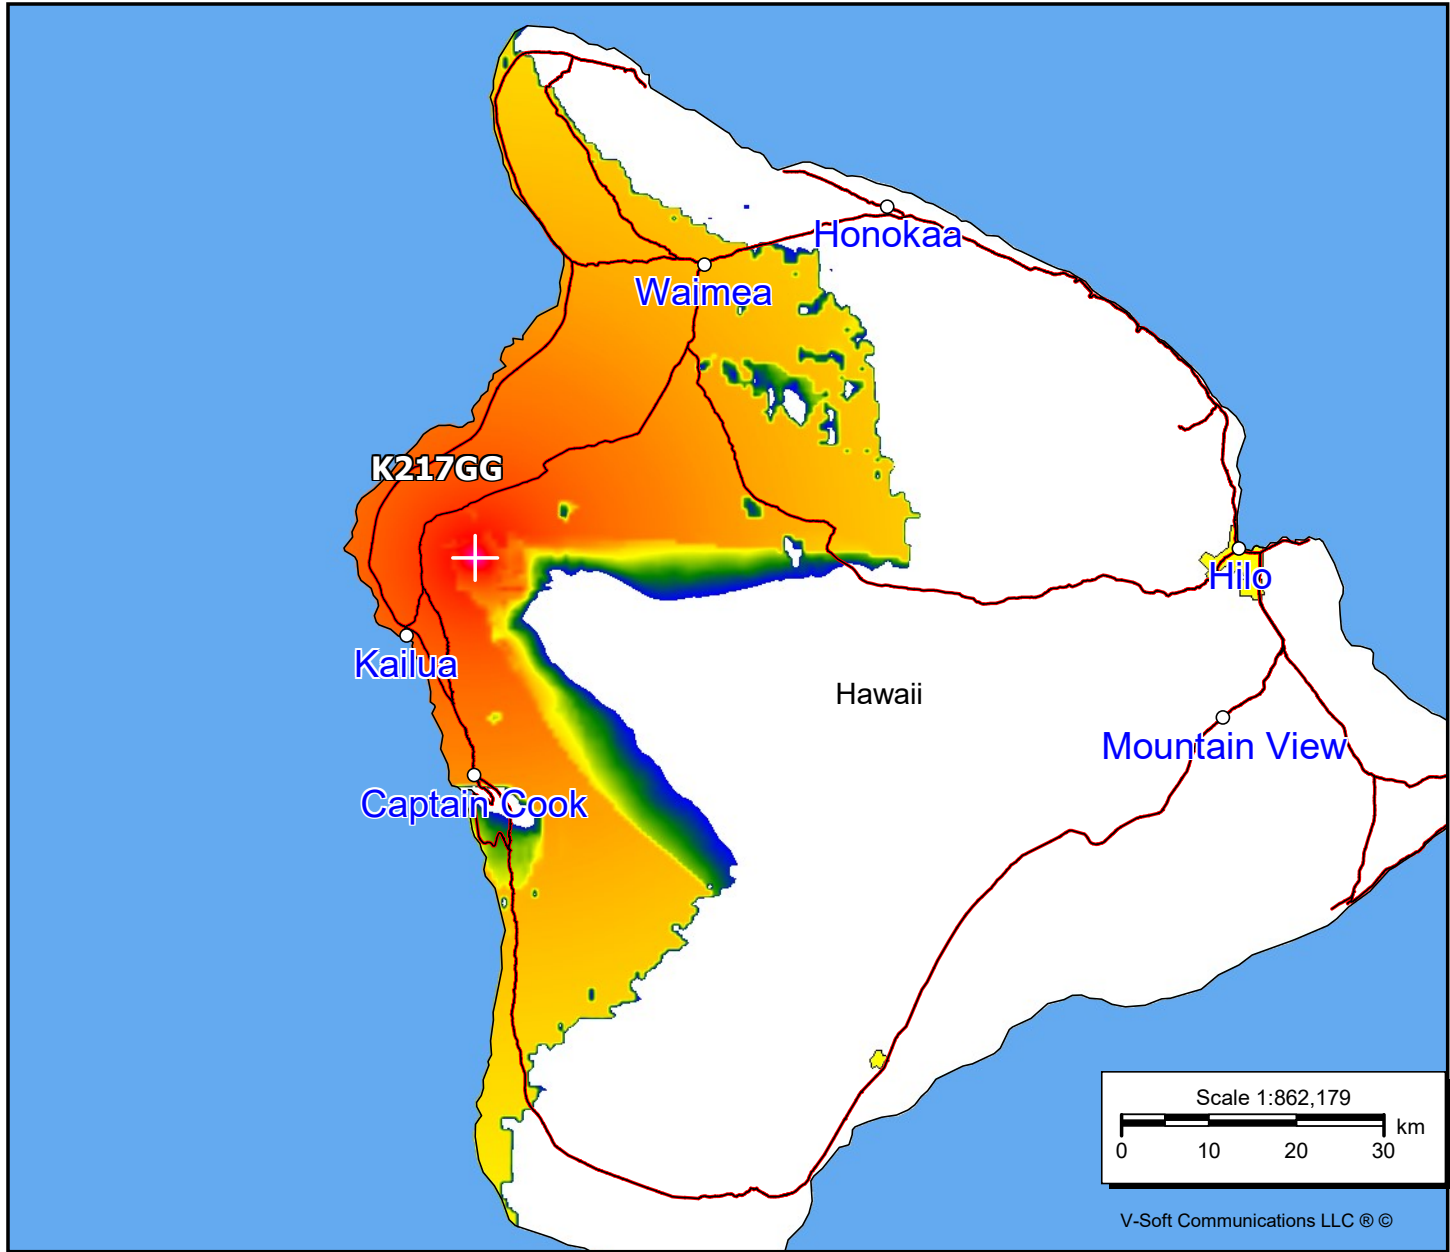 Honokaa
Waimea
K217GG
Hilo
Kailua
Hawaii
Mountain View
Captain Cook
Scale 1:862,179
km
0 10 20 30
V-Soft Communications LLC ® ©